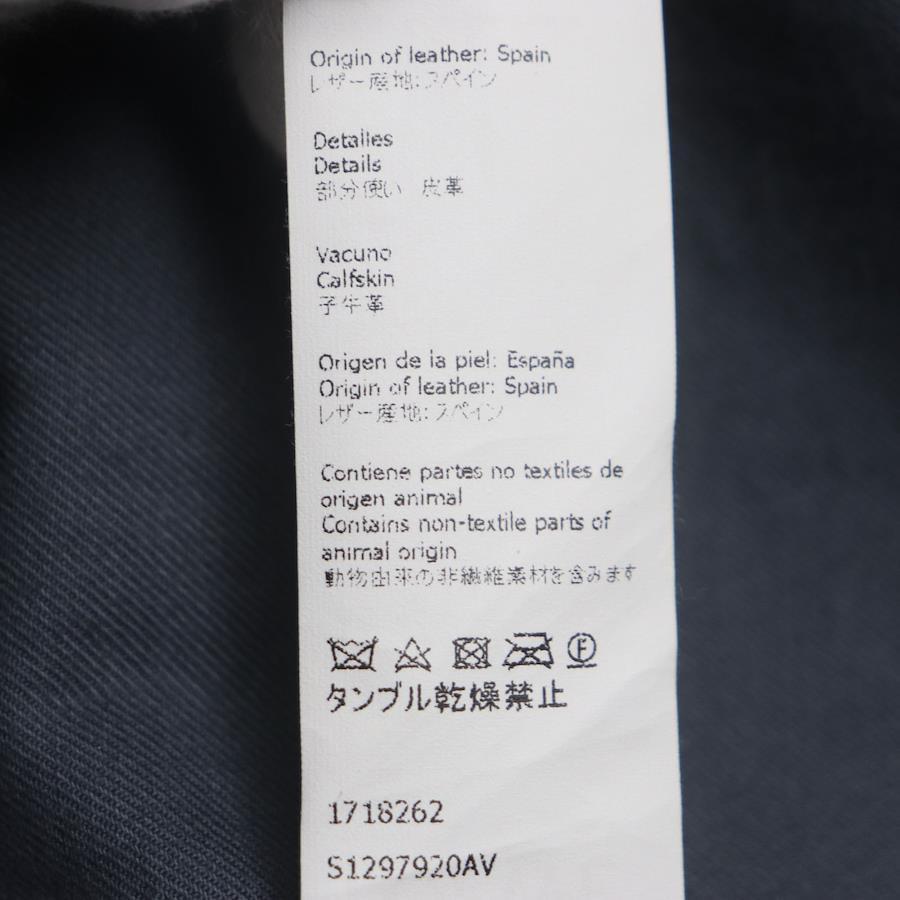 Origin of leather: Spain
レザー産地:スペイン
Detalles
Details
部分使い 皮革
Vacuno
Calfskin
子牛革
Origen de la piel: España
Origin of leather: Spain
レザー産地:スペイン
Contiene partes no textiles de
origen animal
Contains non-textile parts of
animal origin
動物由来の非繊維素材を含みます
F
タンブル乾燥禁止
1718262
S1297920AV